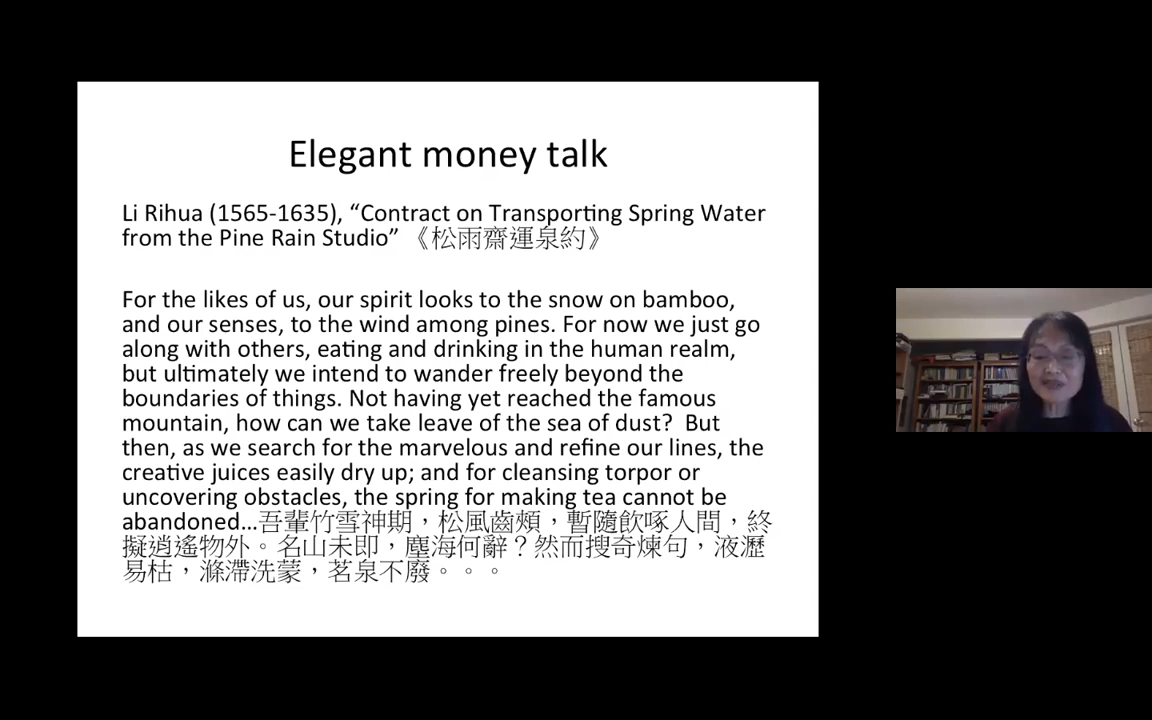 Elegant money talk
Li Rihua (1565-1635), “Contract on Transporting Spring Water
from the Pine Rain Studio” 《松雨齋運泉約》
For the likes of us, our spirit looks to the snow on bamboo,
and our senses, to the wind among pines. For now we just go
along with others, eating and drinking in the human realm,
but ultimately we intend to wander freely beyond the
boundaries of things. Not having yet reached the famous
mountain, how can we take leave of the sea of dust?  But
then, as we search for the marvelous and refine our lines, the
creative juices easily dry up; and for cleansing torpor or
uncovering obstacles, the spring for making tea cannot be
abandoned…吾輩竹雪神期，松風齒頰，暫隨飲啄人間，終
擬逍遙物外。名山未即，塵海何辭？然而搜奇煉句，液瀝
易枯，滌滯洗蒙，茗泉不廢。。。